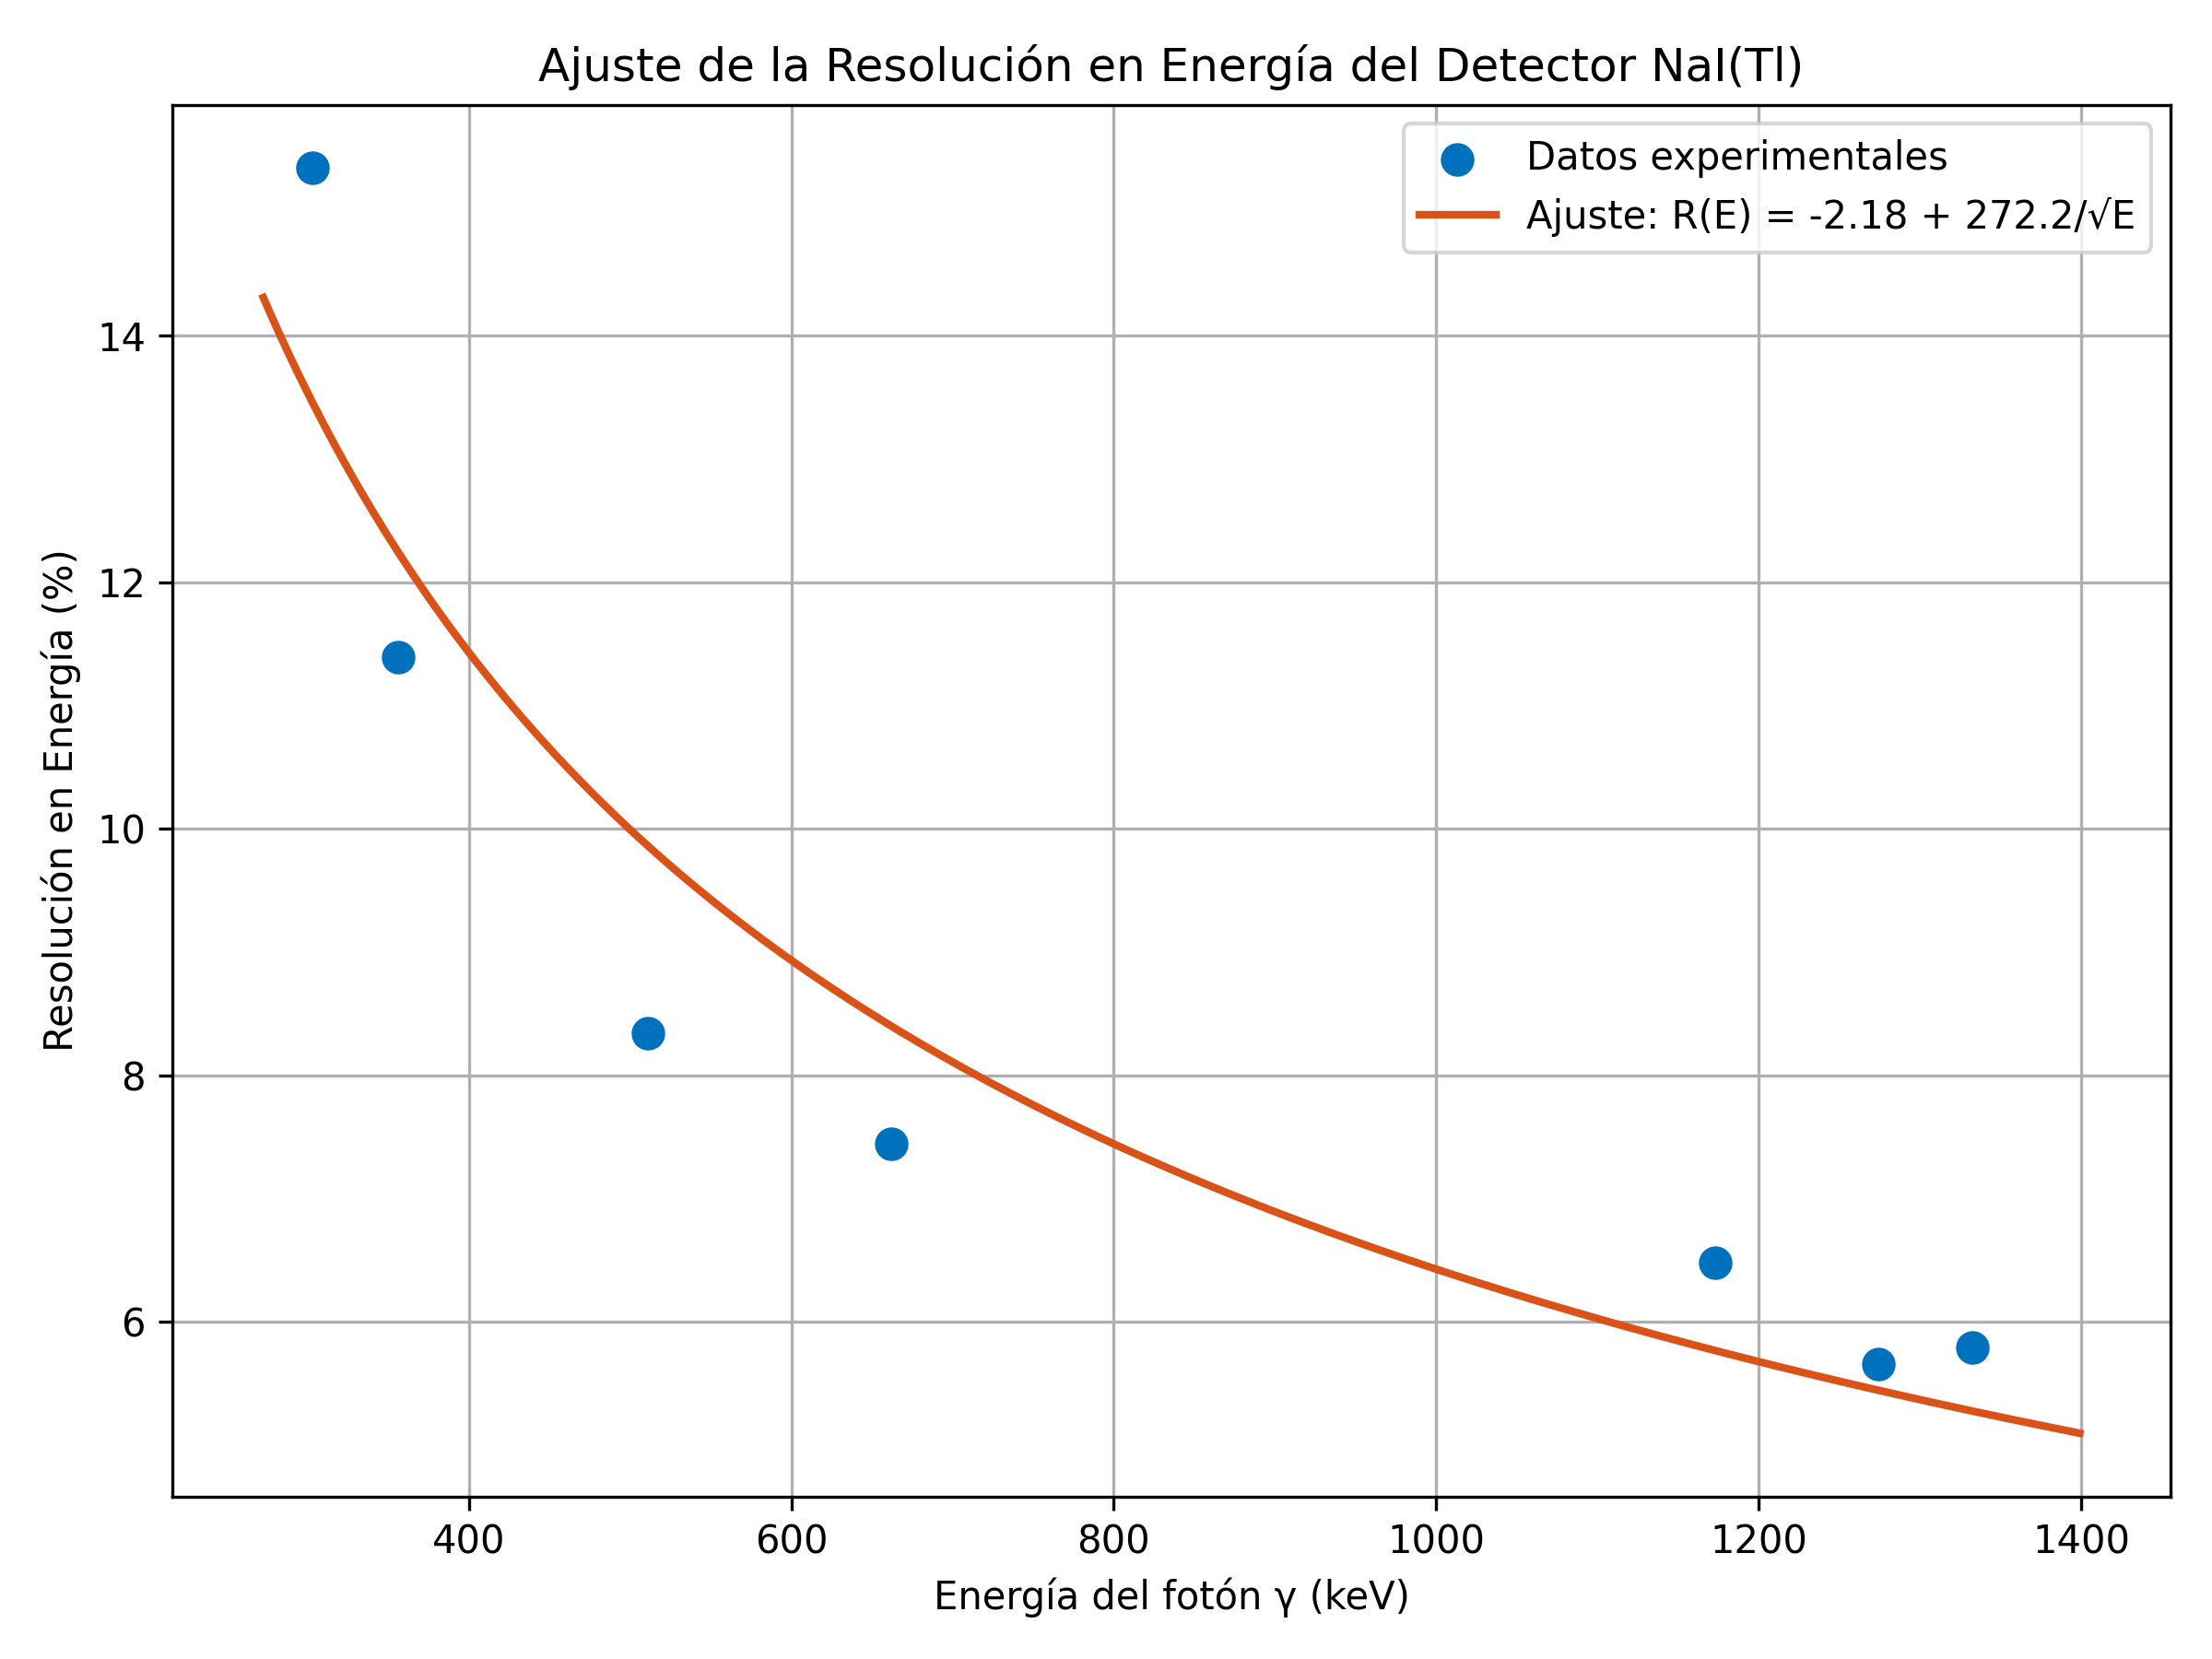 Ajuste de la Resolución en Energía del Detector NaI(Tl)
Datos experimentales
Ajuste: R(E) = -2.18 + 272.2/√E
Resolución en Energía (%)
14
12
10
8
6
400 600 800 1000 1200 1400
Energía del fotón γ (keV)